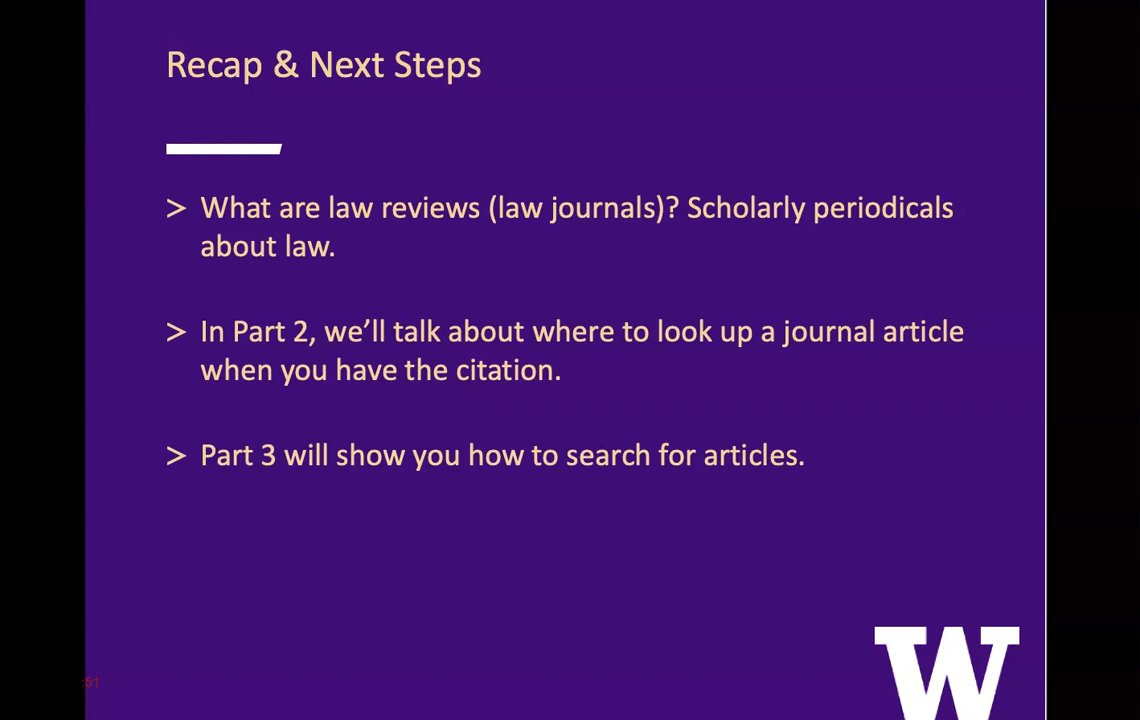 Recap & Next Steps
> What are law reviews (law journals)? Scholarly periodicals
about law.
> In Part 2, we’ll talk about where to look up a journal article
when you have the citation.
> Part 3 will show you how to search for articles.
:51
W